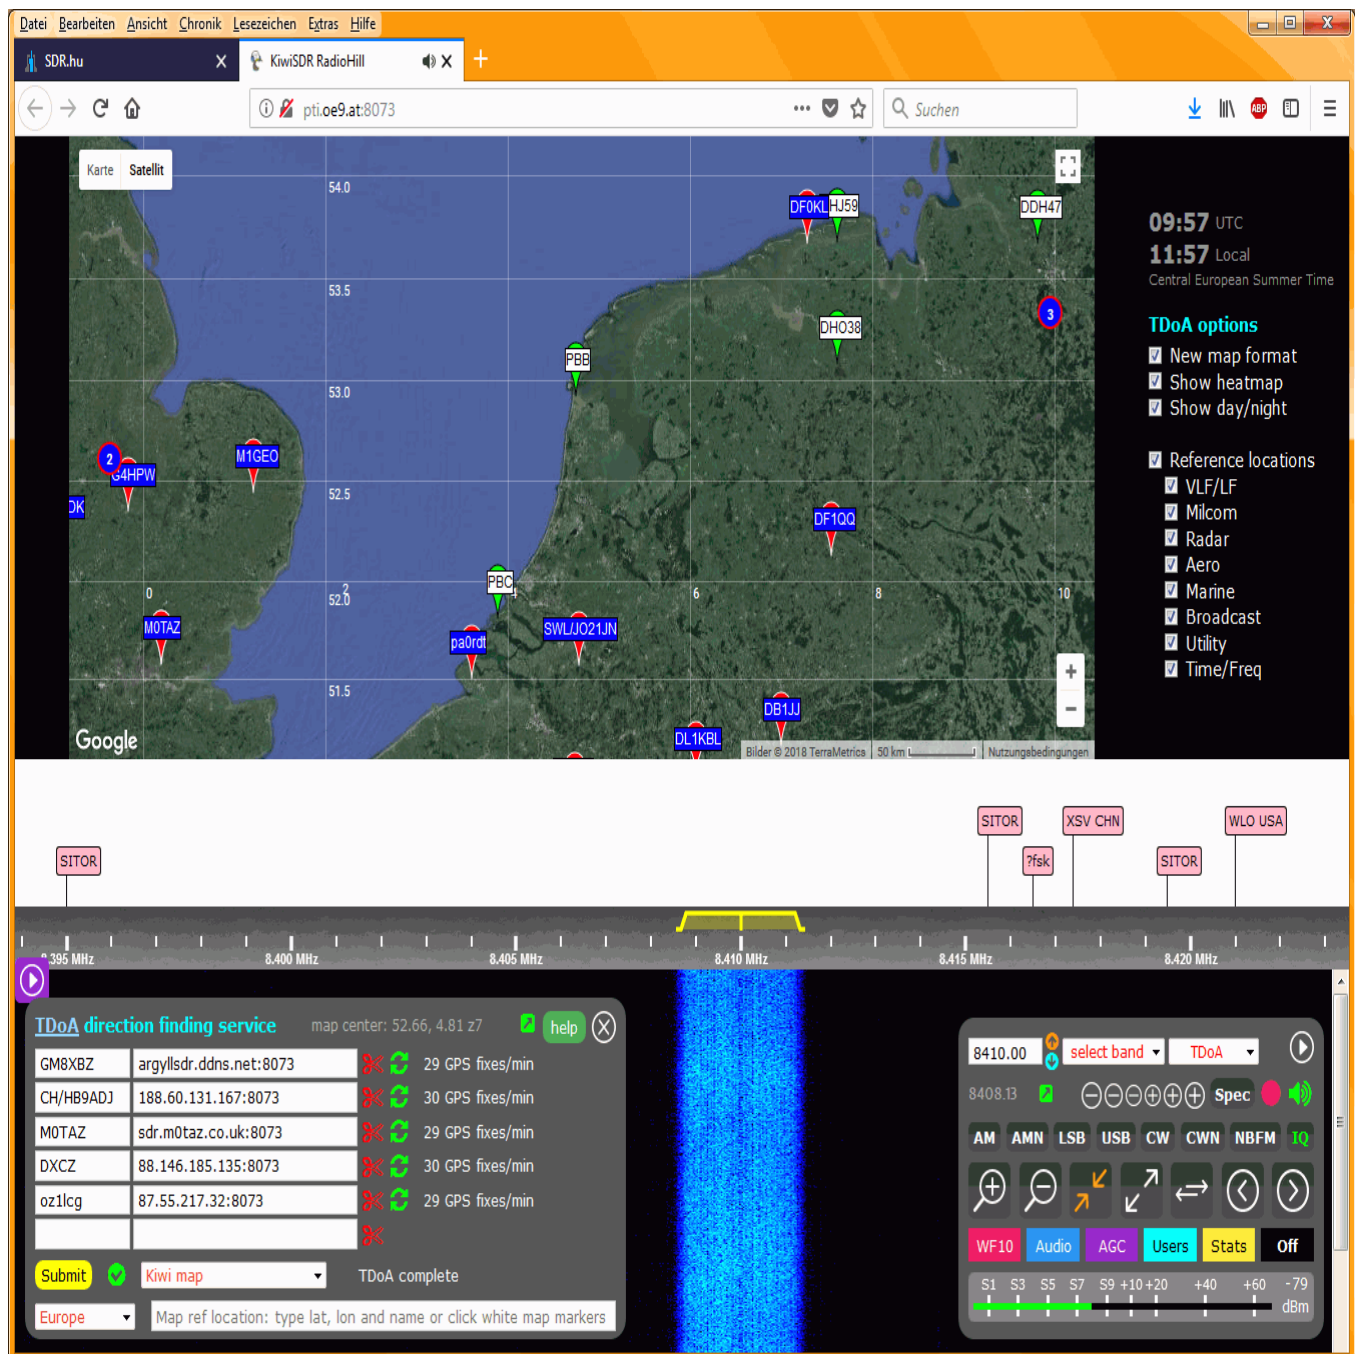 Datei Bearbeiten Ansicht Chronik Lesezeichen Extras Hilfe
SDR.hu
KiwiSDR RadioHill
pti.oe9.at:8073
Suchen
Karte Satellit
54.0
DF0KL HJ59 DDH47
53.5
3
DHO38
PBB
53.0
2
G4HPW
M1GEO
DK
52.5
DF1QQ
PBC
0 2 4 6 8 10
52.0
M0TAZ
pa0rdt
SWL/JO21JN
51.5
DB1JJ
DL1KBL
Google
Bilder © 2018 TerraMetrics 50 km Nutzungsbedingungen
09:57 UTC
11:57 Local
Central European Summer Time
TDoA options
New map format
Show heatmap
Show day/night
Reference locations
VLF/LF
Milcom
Radar
Aero
Marine
Broadcast
Utility
Time/Freq
SITOR XSV CHN WLO USA
SITOR ?fsk SITOR
8.395 MHz 8.400 MHz 8.405 MHz 8.410 MHz 8.415 MHz 8.420 MHz
TDoA direction finding service map center: 52.66, 4.81 z7 help
GM8XBZ argyllsdr.ddns.net:8073 29 GPS fixes/min
CH/HB9ADJ 188.60.131.167:8073 30 GPS fixes/min
M0TAZ sdr.m0taz.co.uk:8073 29 GPS fixes/min
DXCZ 88.146.185.135:8073 30 GPS fixes/min
oz1lcg 87.55.217.32:8073 29 GPS fixes/min
Submit Kiwi map TDoA complete
Europe Map ref location: type lat, lon and name or click white map markers
8410.00 select band TDoA
8408.13 Spec
AM AMN LSB USB CW CWN NBFM IQ
WF10 Audio AGC Users Stats Off
S1 S3 S5 S7 S9 +10 +20 +40 +60 -79
dBm